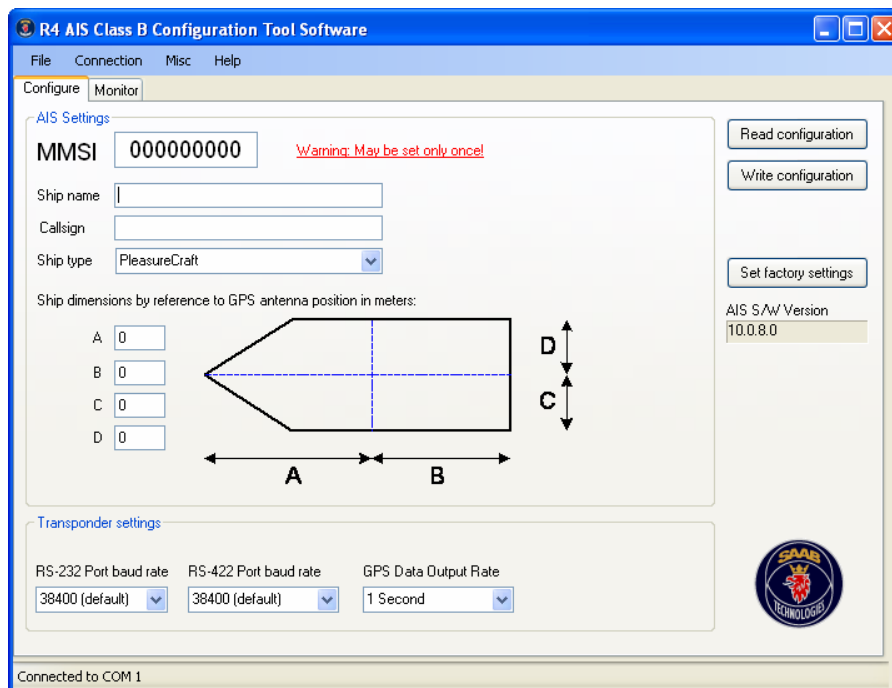 R4 AIS Class B Configuration Tool Software
File Connection Misc Help
Configure Monitor
AIS Settings
MMSI 000000000 Warning: May be set only once!
Ship name
Callsign
Ship type PleasureCraft
Ship dimensions by reference to GPS antenna position in meters:
A 0
B 0
C 0
D 0
D
C
A B
Read configuration
Write configuration
Set factory settings
AIS S/W Version
10.0.8.0
Transponder settings
RS-232 Port baud rate RS-422 Port baud rate GPS Data Output Rate
38400 (default) 38400 (default) 1 Second
SAAB
TECHNOLOGIES
Connected to COM 1